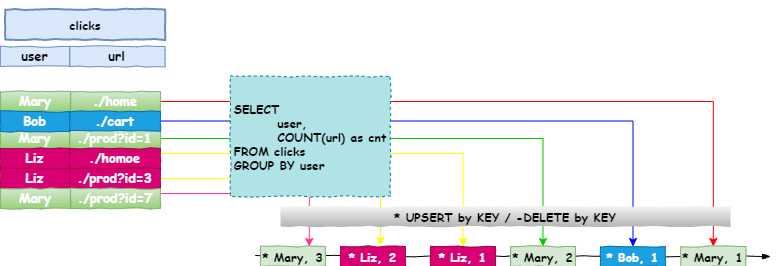 clicks
user url
Mary ./home
Bob ./cart
Mary ./prod?id=1
Liz ./homoe
Liz ./prod?id=3
Mary ./prod?id=7
SELECT
user,
COUNT(url) as cnt
FROM clicks
GROUP BY user
* UPSERT by KEY / -DELETE by KEY
* Mary, 3 * Liz, 2 * Liz, 1 * Mary, 2 * Bob, 1 * Mary, 1